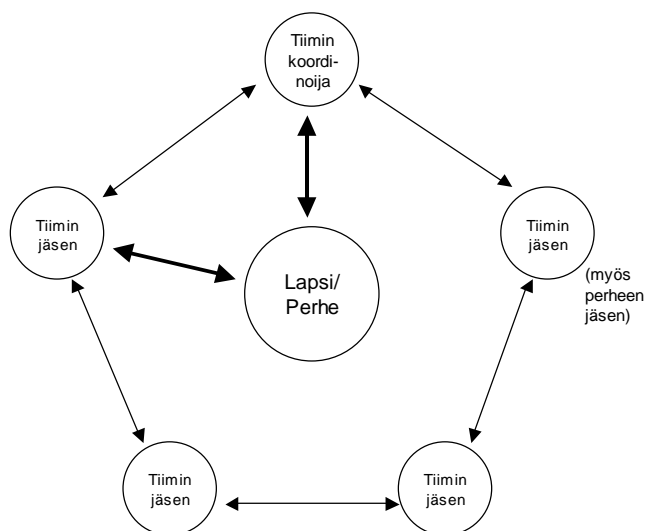 Tiimin
koordi-
noija
Tiimin
jäsen
Tiimin
jäsen
(myös
perheen
jäsen)
Lapsi/
Perhe
Tiimin
jäsen
Tiimin
jäsen